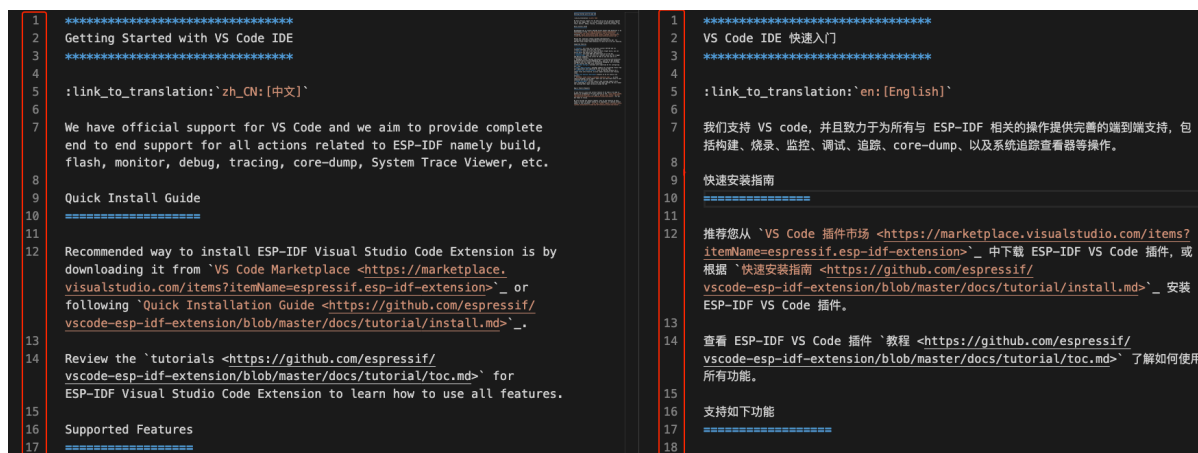 1 ********************************
2 Getting Started with VS Code IDE
3 ********************************
4
5 :link_to_translation:`zh_CN:[中文]`
6
7 We have official support for VS Code and we aim to provide complete
end to end support for all actions related to ESP-IDF namely build,
flash, monitor, debug, tracing, core-dump, System Trace Viewer, etc.
8
9 Quick Install Guide
10 ===================
11
12 Recommended way to install ESP-IDF Visual Studio Code Extension is by
downloading it from `VS Code Marketplace <https://marketplace.
visualstudio.com/items?itemName=espressif.esp-idf-extension>`_ or
following `Quick Installation Guide <https://github.com/espressif/
vscode-esp-idf-extension/blob/master/docs/tutorial/install.md>`_.
13
14 Review the `tutorials <https://github.com/espressif/
vscode-esp-idf-extension/blob/master/docs/tutorial/toc.md>` for
ESP-IDF Visual Studio Code Extension to learn how to use all features.
15
16 Supported Features
17 ==================
1 ********************************
2 VS Code IDE 快速入门
3 ********************************
4
5 :link_to_translation:`en:[English]`
6
7 我们支持 VS code，并且致力于为所有与 ESP-IDF 相关的操作提供完善的端到端支持，包
括构建、烧录、监控、调试、追踪、core-dump、以及系统追踪查看器等操作。
8
9 快速安装指南
10 ===============
11
12 推荐您从 `VS Code 插件市场 <https://marketplace.visualstudio.com/items?
itemName=espressif.esp-idf-extension>`_ 中下载 ESP-IDF VS Code 插件，或
根据 `快速安装指南 <https://github.com/espressif/
vscode-esp-idf-extension/blob/master/docs/tutorial/install.md>`_ 安装
ESP-IDF VS Code 插件。
13
14 查看 ESP-IDF VS Code 插件 `教程 <https://github.com/espressif/
vscode-esp-idf-extension/blob/master/docs/tutorial/toc.md>` 了解如何使用
所有功能。
15
16 支持如下功能
17 ==================
18